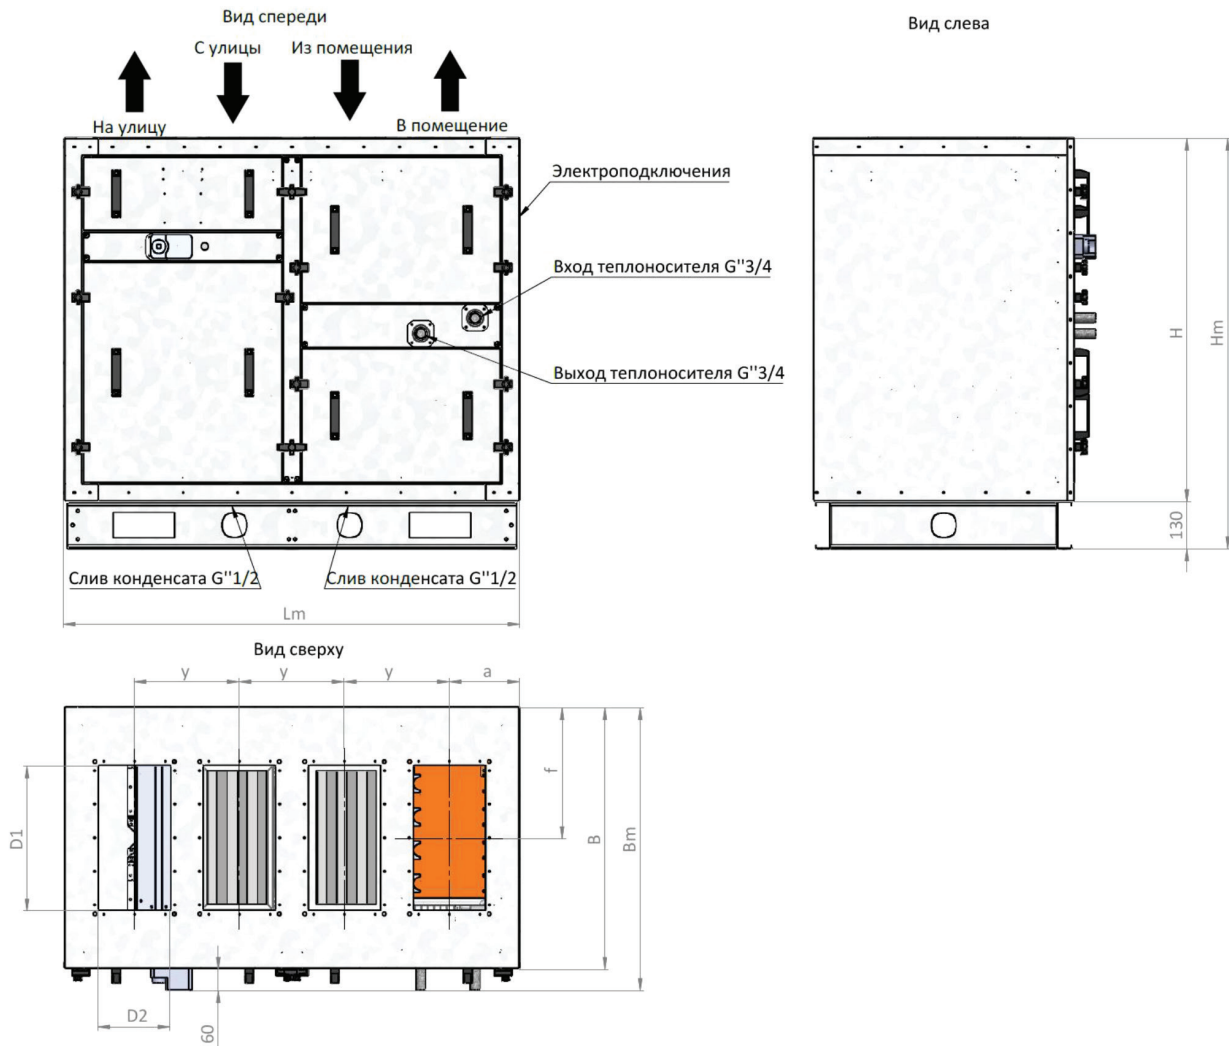 Вид спереди
Вид слева
С улицы
Из помещения
На улицу
В помещение
Электроподключения
Вход теплоносителя G''3/4
Выход теплоносителя G''3/4
H
Hm
130
Слив конденсата G''1/2
Слив конденсата G''1/2
Lm
Вид сверху
y
y
y
a
f
D1
B
Bm
D2
60